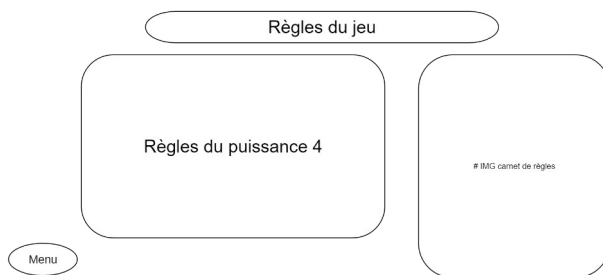 Règles du jeu
Règles du puissance 4
# IMG carnet de règles
Menu